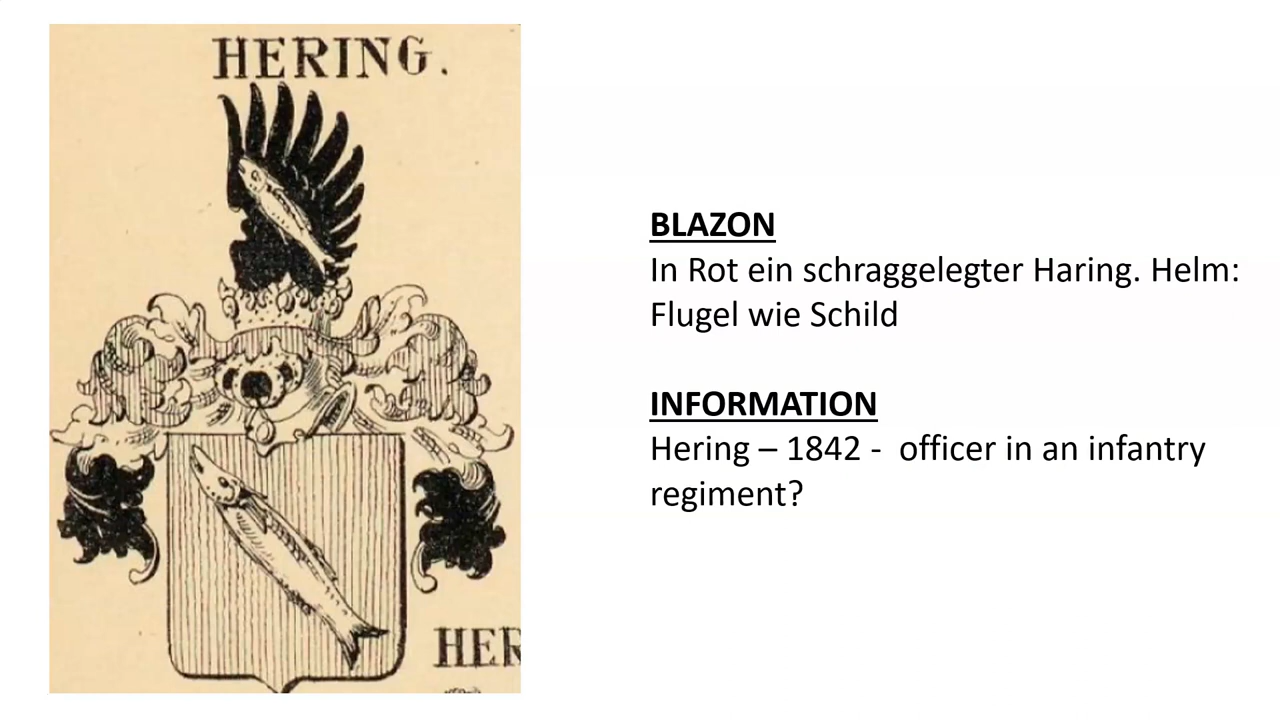 HERING.
BLAZON
In Rot ein schraggelegter Haring. Helm:
Flugel wie Schild
INFORMATION
Hering – 1842 -  officer in an infantry
regiment?
HER